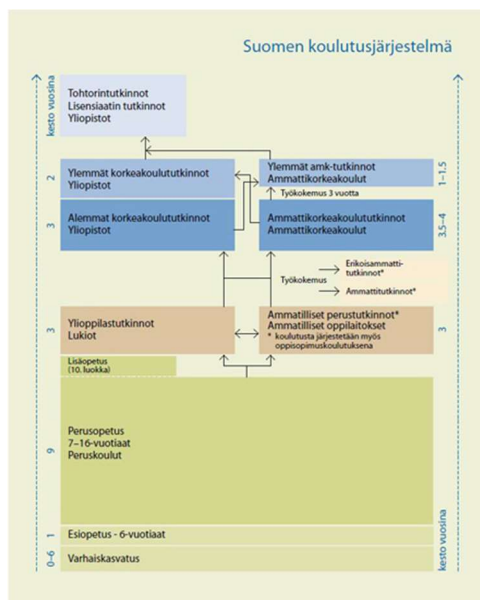 Suomen koulutusjärjestelmä
kesto vuosina
Tohtorintutkinnot
Lisensiaatin tutkinnot
Yliopistot
2
Ylemmät korkeakoulututkinnot
Yliopistot
Ylemmät amk-tutkinnot
Ammattikorkeakoulut
1–1.5
Työkokemus 3 vuotta
3
Alemmat korkeakoulututkinnot
Yliopistot
Ammattikorkeakoulututkinnot
Ammattikorkeakoulut
3.5–4
Työkokemus
Erikoisammatti-
tutkinnot*
Ammattitutkinnot*
3
Ylioppilastutkinnot
Lukiot
Ammatilliset perustutkinnot*
Ammatilliset oppilaitokset
* koulutusta järjestetään myös
oppisopimuskoulutuksena
3
Lisäopetus
(10. luokka)
9
Perusopetus
7–16-vuotiaat
Peruskoulut
1
Esiopetus - 6-vuotiaat
0-6
Varhaiskasvatus
kesto vuosina